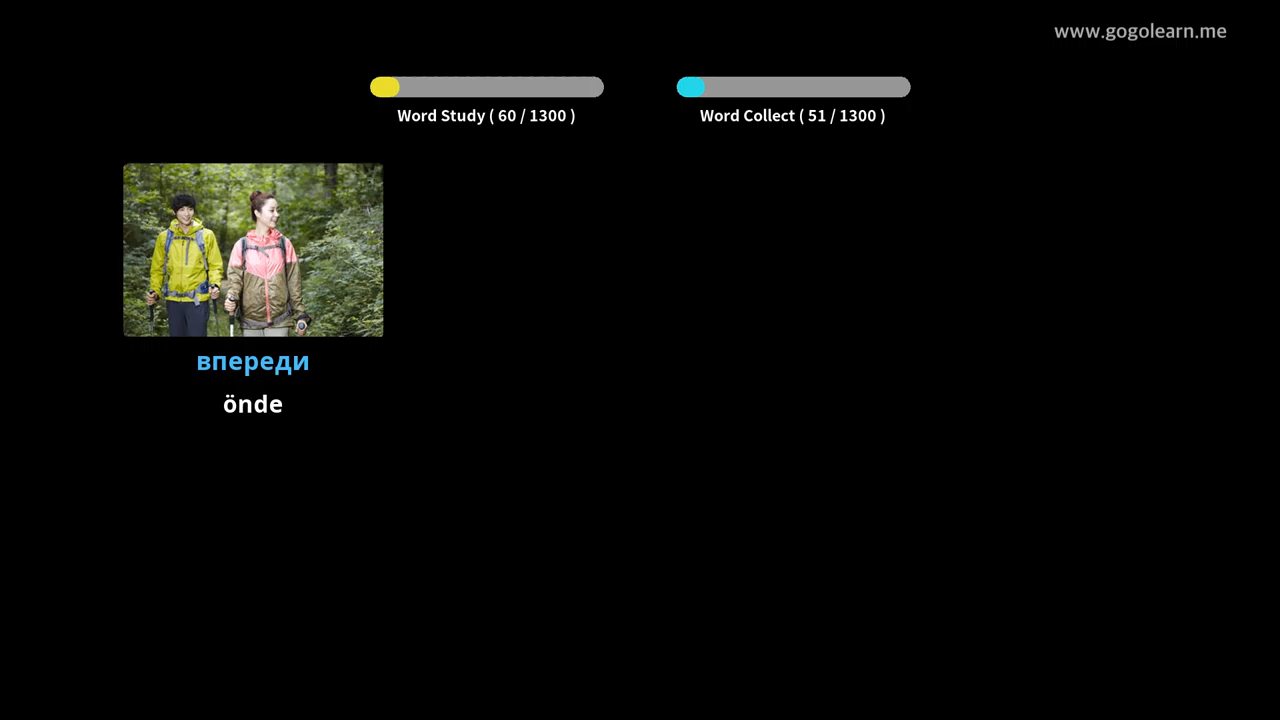 www.gogolearn.me
Word Study ( 60 / 1300 )
Word Collect ( 51 / 1300 )
впереди
önde